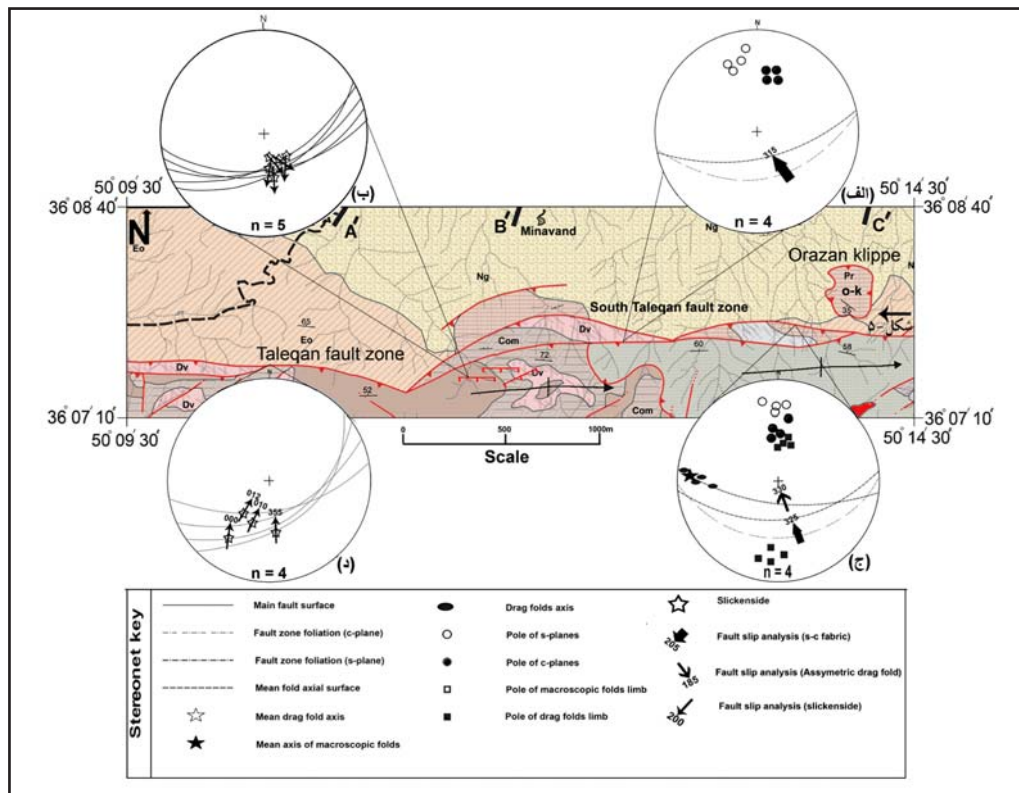 N
N
315
(ب)
(الف)
n = 5
n = 4
50° 09′ 30″
50° 14′ 30″
36° 08′ 40″
36° 08′ 40″
N
Eo
A′
B′
Minavand
Ng
C′
Orazan klippe
Ng
Pr
o-k
35
شکل - ۵
65
Eo
South Taleqan fault zone
Dv
Com
60
58
Taleqan fault zone
72
Dv
Dv
52
Dv
Com
36° 07′ 10″
36° 07′ 10″
50° 09′ 30″
50° 14′ 30″
0
500
1000m
Scale
012
000
010
355
330
325
n = 4
(د)
n = 4
(ج)
Stereonet key
Main fault surface
Fault zone foliation (c-plane)
Fault zone foliation (s-plane)
Mean fold axial surface
Mean drag fold axis
Mean axis of macroscopic folds
Drag folds axis
Pole of s-planes
Pole of c-planes
Pole of macroscopic folds limb
Pole of drag folds limb
Slickenside
205
Fault slip analysis (s-c fabric)
185
Fault slip analysis (Assymetric drag fold)
200
Fault slip analysis (slickenside)